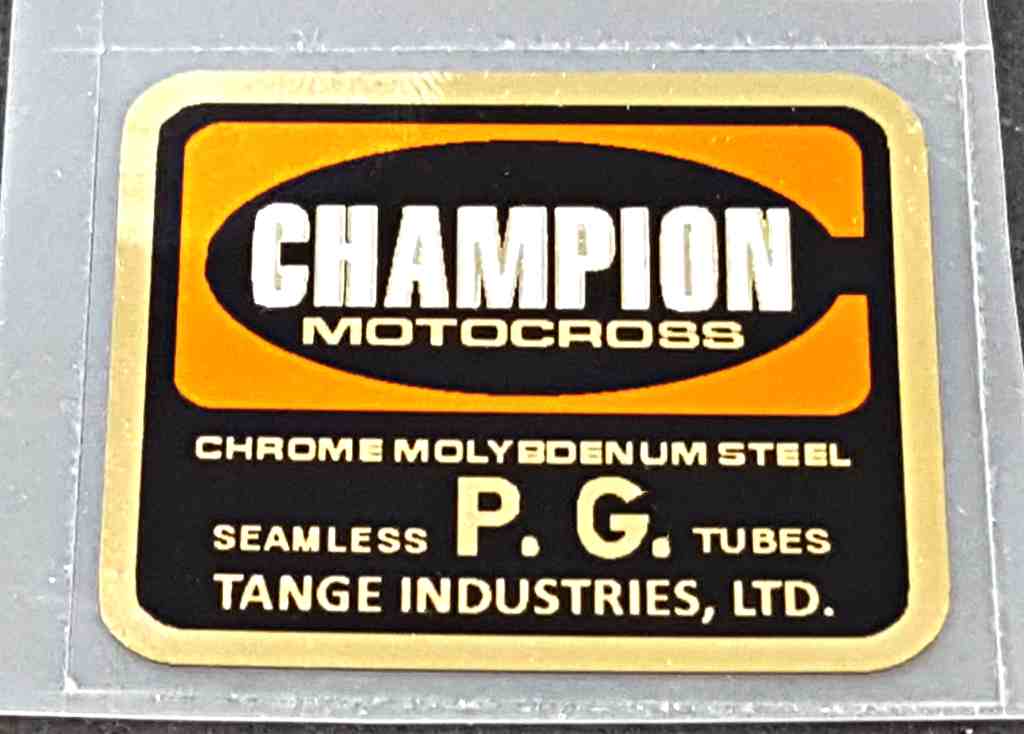 CHAMPION
MOTOCROSS
CHROME MOLYBDENUM STEEL
SEAMLESS P. G. TUBES
TANGE INDUSTRIES, LTD.